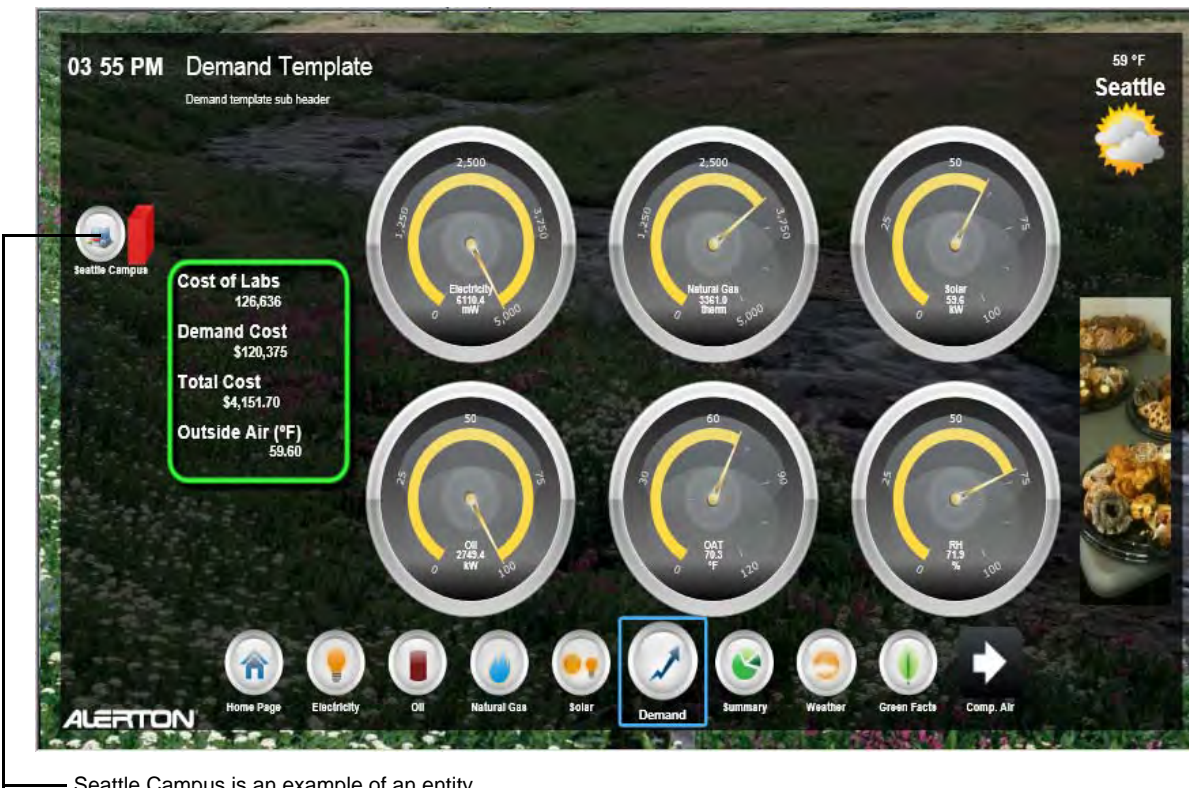 03 55 PM
Demand Template
Demand template sub header
59 °F
Seattle
Seattle Campus
Cost of Labs
126,636
Demand Cost
$120,375
Total Cost
$4,151.70
Outside Air (°F)
59.60
0
1,250
2,500
3,750
5,000
Electricity
6110.4
mW
0
1,250
2,500
3,750
5,000
Natural Gas
3361.0
therm
0
25
50
75
100
Solar
59.6
kW
0
25
50
75
100
Oil
2749.4
kW
0
30
60
90
120
OAT
70.3
°F
0
25
50
75
100
RH
71.9
%
Home Page
Electricity
Oil
Natural Gas
Solar
Demand
Summary
Weather
Green Facts
Comp. Air
ALERTON
Seattle Campus is an example of an entity